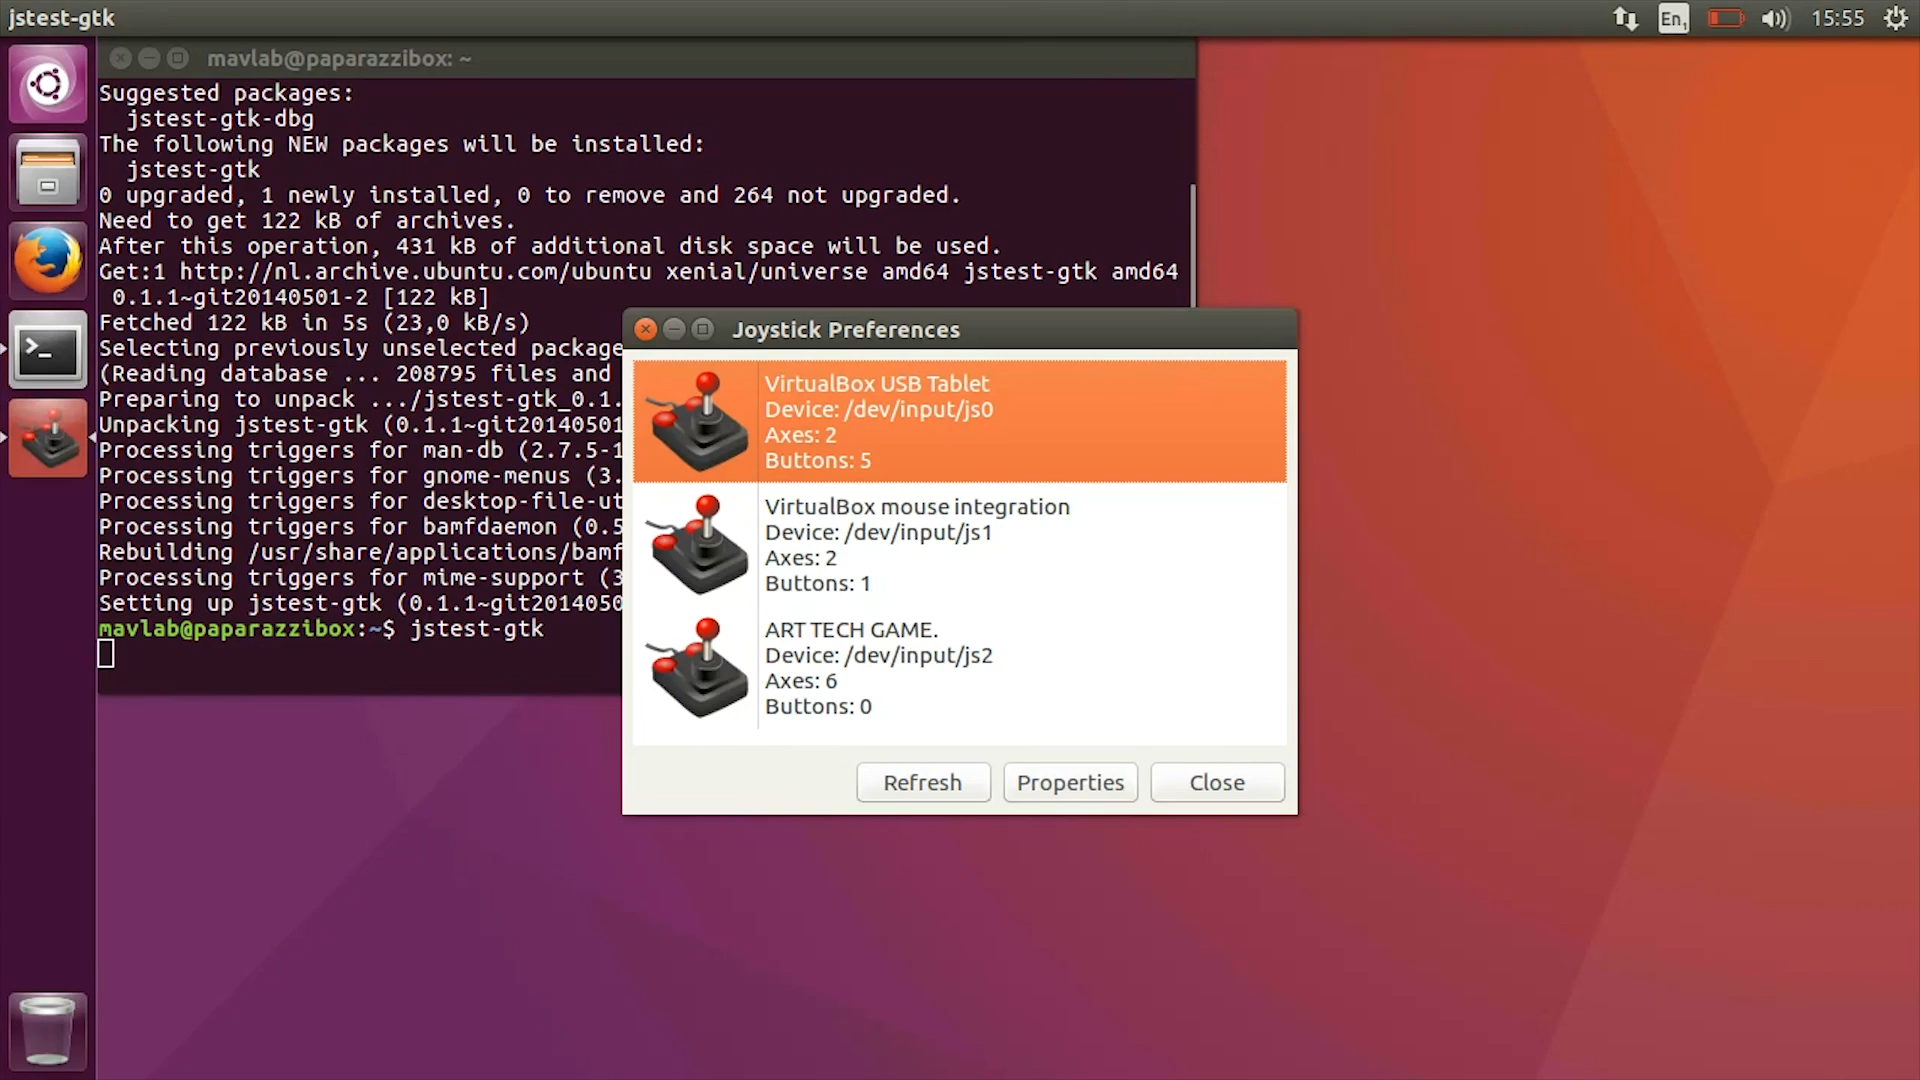 jstest-gtk
En1
15:55
mavlab@paparazzibox: ~
Suggested packages:
jstest-gtk-dbg
The following NEW packages will be installed:
jstest-gtk
0 upgraded, 1 newly installed, 0 to remove and 264 not upgraded.
Need to get 122 kB of archives.
After this operation, 431 kB of additional disk space will be used.
Get:1 http://nl.archive.ubuntu.com/ubuntu xenial/universe amd64 jstest-gtk amd64
0.1.1~git20140501-2 [122 kB]
Fetched 122 kB in 5s (23,0 kB/s)
Selecting previously unselected package
(Reading database ... 208795 files and
Preparing to unpack .../jstest-gtk_0.1.
Unpacking jstest-gtk (0.1.1~git20140501
Processing triggers for man-db (2.7.5-1
Processing triggers for gnome-menus (3.
Processing triggers for desktop-file-ut
Processing triggers for bamfdaemon (0.5
Rebuilding /usr/share/applications/bamf
Processing triggers for mime-support (3
Setting up jstest-gtk (0.1.1~git2014050
mavlab@paparazzibox:~$ jstest-gtk
Joystick Preferences
VirtualBox USB Tablet
Device: /dev/input/js0
Axes: 2
Buttons: 5
VirtualBox mouse integration
Device: /dev/input/js1
Axes: 2
Buttons: 1
ART TECH GAME.
Device: /dev/input/js2
Axes: 6
Buttons: 0
Refresh
Properties
Close